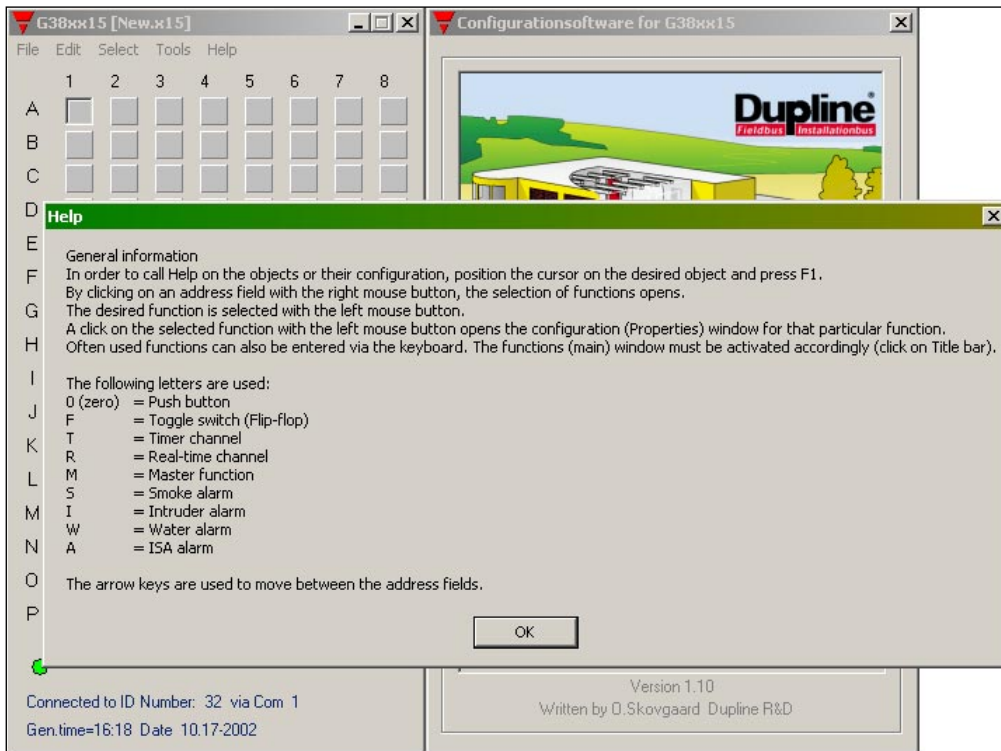 G38xx15 [New.x15]
File Edit Select Tools Help
1 2 3 4 5 6 7 8
A
B
C
D
E
F
G
H
I
J
K
L
M
N
O
P
Connected to ID Number: 32 via Com 1
Gen.time=16:18 Date 10.17-2002
Configurationsoftware for G38xx15
Dupline®
Fieldbus Installationbus
Help
General information
In order to call Help on the objects or their configuration, position the cursor on the desired object and press F1.
By clicking on an address field with the right mouse button, the selection of functions opens.
The desired function is selected with the left mouse button.
A click on the selected function with the left mouse button opens the configuration (Properties) window for that particular function.
Often used functions can also be entered via the keyboard. The functions (main) window must be activated accordingly (click on Title bar).
The following letters are used:
0 (zero) = Push button
F = Toggle switch (Flip-flop)
T = Timer channel
R = Real-time channel
M = Master function
S = Smoke alarm
I = Intruder alarm
W = Water alarm
A = ISA alarm
The arrow keys are used to move between the address fields.
OK
Version 1.10
Written by O.Skovgaard Dupline R&D